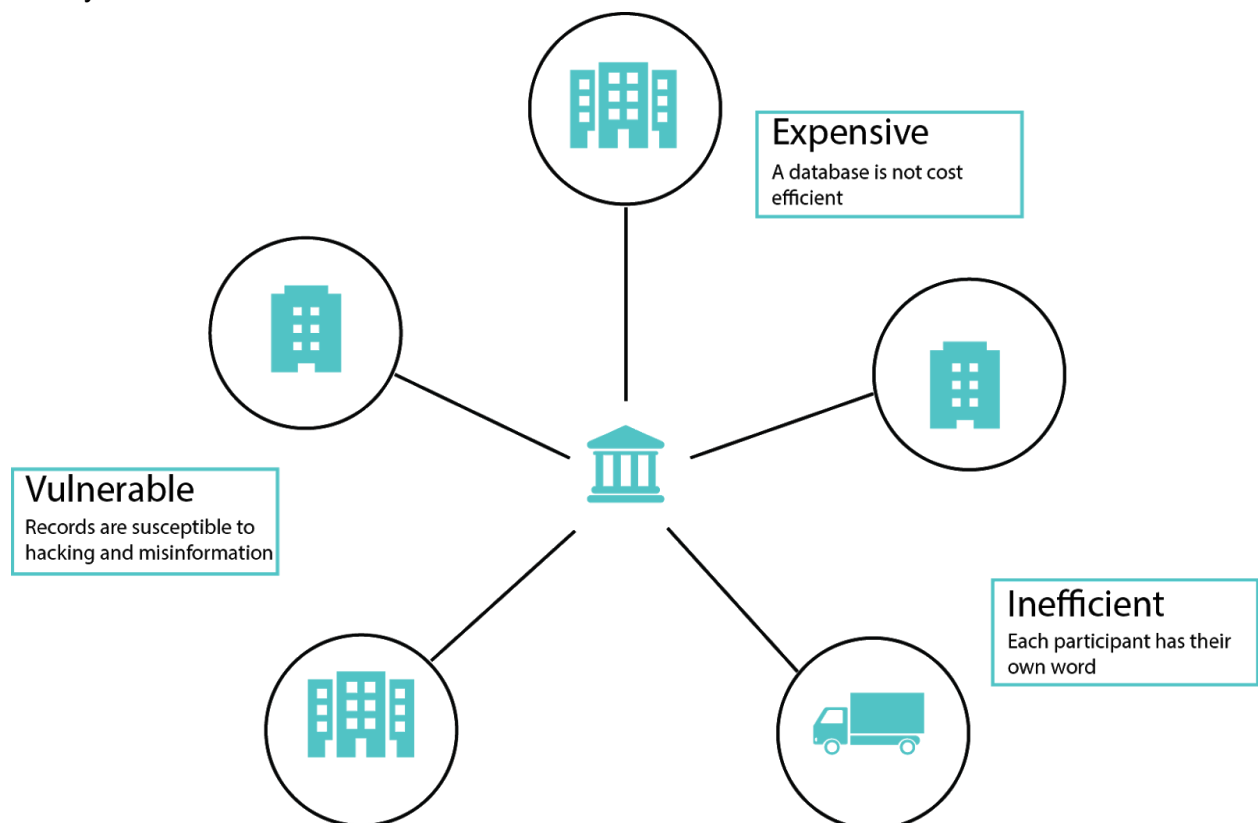 Expensive
A database is not cost
efficient
Vulnerable
Records are susceptible to
hacking and misinformation
Inefficient
Each participant has their
own word